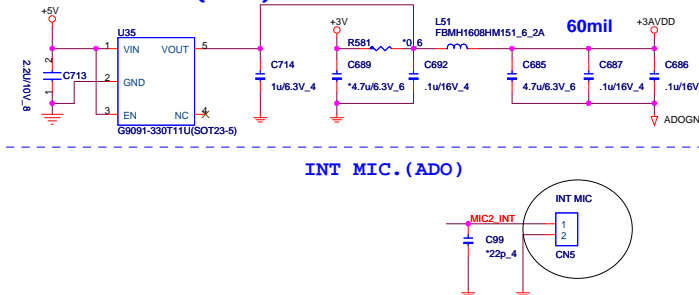 +5V
U35
1 VIN VOUT 5
2 GND
3 EN NC 4
G9091-330T11U(SOT23-5)
2
C713
1
2.2U/10V_8
C714
1u/6.3V_4
+3V
R581 *0_6
C689
*4.7u/6.3V_6
C692
.1u/16V_4
L51
FBMH1608HM151_6_2A
60mil
+3AVDD
C685
4.7u/6.3V_6
C687
.1u/16V_4
C686
.1u/16V
ADOGN
INT MIC.(ADO)
MIC2_INT
C99
*22p_4
INT MIC
1
2
CN5